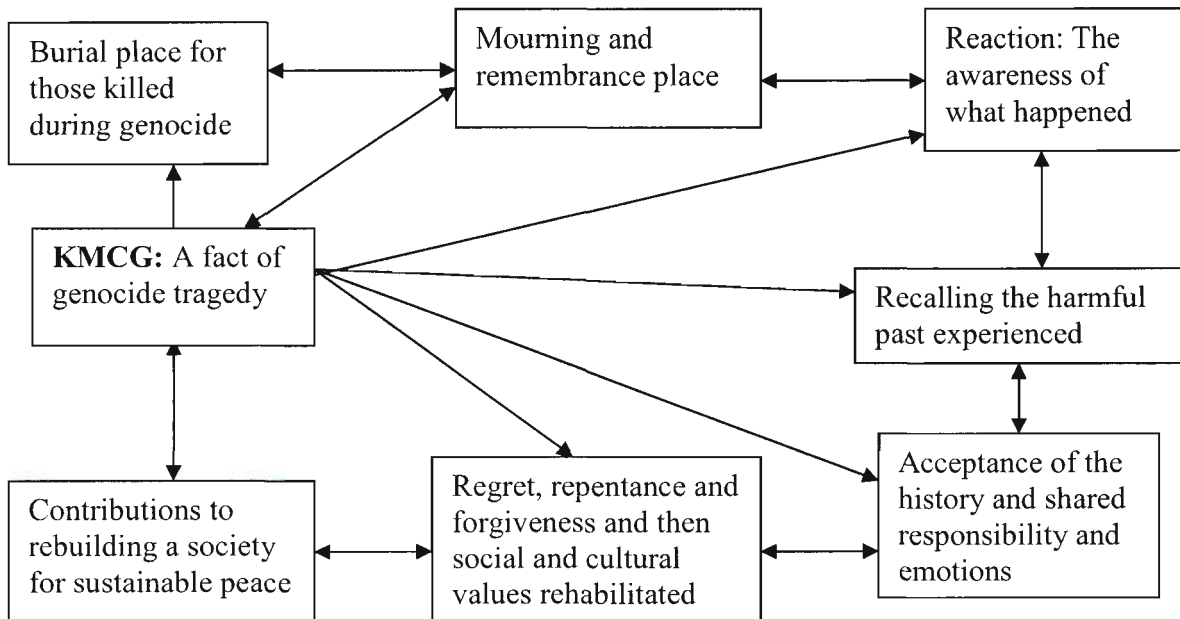 Burial place for
those killed
during genocide
Mourning and
remembrance place
Reaction: The
awareness of
what happened
KMCG: A fact of
genocide tragedy
Recalling the harmful
past experienced
Contributions to
rebuilding a society
for sustainable peace
Regret, repentance and
forgiveness and then
social and cultural
values rehabilitated
Acceptance of the
history and shared
responsibility and
emotions